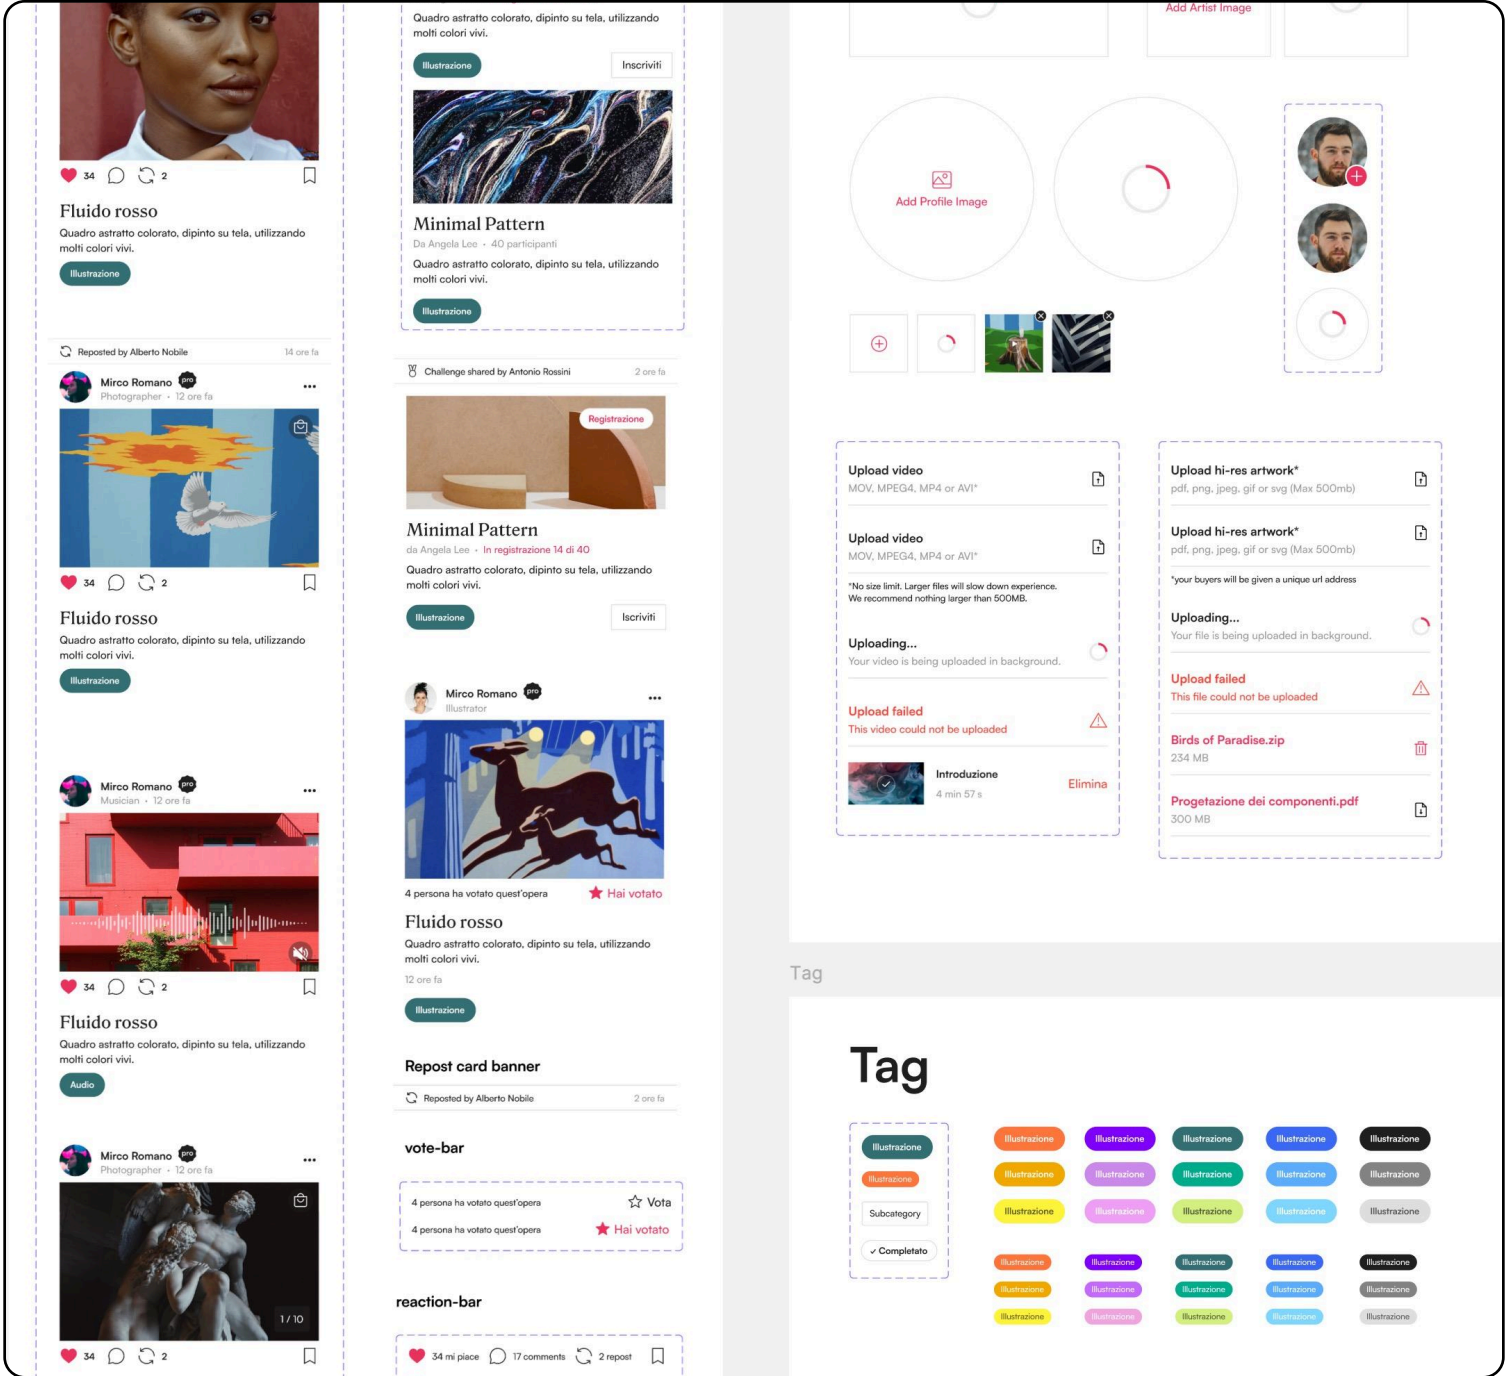 34
2
Fluido rosso
Quadro astratto colorato, dipinto su tela, utilizzando
molti colori vivi.
Illustrazione
Reposted by Alberto Nobile
14 ore fa
Mirco Romano
pro
Photographer • 12 ore fa
34
2
Fluido rosso
Quadro astratto colorato, dipinto su tela, utilizzando
molti colori vivi.
Illustrazione
Mirco Romano
pro
Musician • 12 ore fa
34
2
Fluido rosso
Quadro astratto colorato, dipinto su tela, utilizzando
molti colori vivi.
Audio
Mirco Romano
pro
Photographer • 12 ore fa
1 / 10
34
2
Quadro astratto colorato, dipinto su tela, utilizzando
molti colori vivi.
Illustrazione
Inscriviti
Minimal Pattern
Da Angela Lee • 40 participanti
Quadro astratto colorato, dipinto su tela, utilizzando
molti colori vivi.
Illustrazione
Challenge shared by Antonio Rossini
2 ore fa
Registrazione
Minimal Pattern
da Angela Lee • In registrazione 14 di 40
Quadro astratto colorato, dipinto su tela, utilizzando
molti colori vivi.
Illustrazione
Iscriviti
Mirco Romano
pro
Illustrator
4 persona ha votato quest'opera
Hai votato
Fluido rosso
Quadro astratto colorato, dipinto su tela, utilizzando
molti colori vivi.
12 ore fa
Illustrazione
Repost card banner
Reposted by Alberto Nobile
2 ore fa
vote-bar
4 persona ha votato quest'opera
Vota
4 persona ha votato quest'opera
Hai votato
reaction-bar
34 mi piace
17 comments
2 repost
Add Artist Image
Add Profile Image
Upload video
MOV, MPEG4, MP4 or AVI*
Upload video
MOV, MPEG4, MP4 or AVI*
*No size limit. Larger files will slow down experience.
We recommend nothing larger than 500MB.
Uploading...
Your video is being uploaded in background.
Upload failed
This video could not be uploaded
Introduzione
4 min 57 s
Elimina
Upload hi-res artwork*
pdf, png, jpeg, gif or svg (Max 500mb)
Upload hi-res artwork*
pdf, png, jpeg, gif or svg (Max 500mb)
*your buyers will be given a unique url address
Uploading...
Your file is being uploaded in background.
Upload failed
This file could not be uploaded
Birds of Paradise.zip
234 MB
Progetazione dei componenti.pdf
300 MB
Tag
Tag
Illustrazione
Illustrazione
Subcategory
✓ Completato
Illustrazione Illustrazione Illustrazione Illustrazione Illustrazione
Illustrazione Illustrazione Illustrazione Illustrazione Illustrazione
Illustrazione Illustrazione Illustrazione Illustrazione Illustrazione
Illustrazione Illustrazione Illustrazione Illustrazione Illustrazione
Illustrazione Illustrazione Illustrazione Illustrazione Illustrazione
Illustrazione Illustrazione Illustrazione Illustrazione Illustrazione